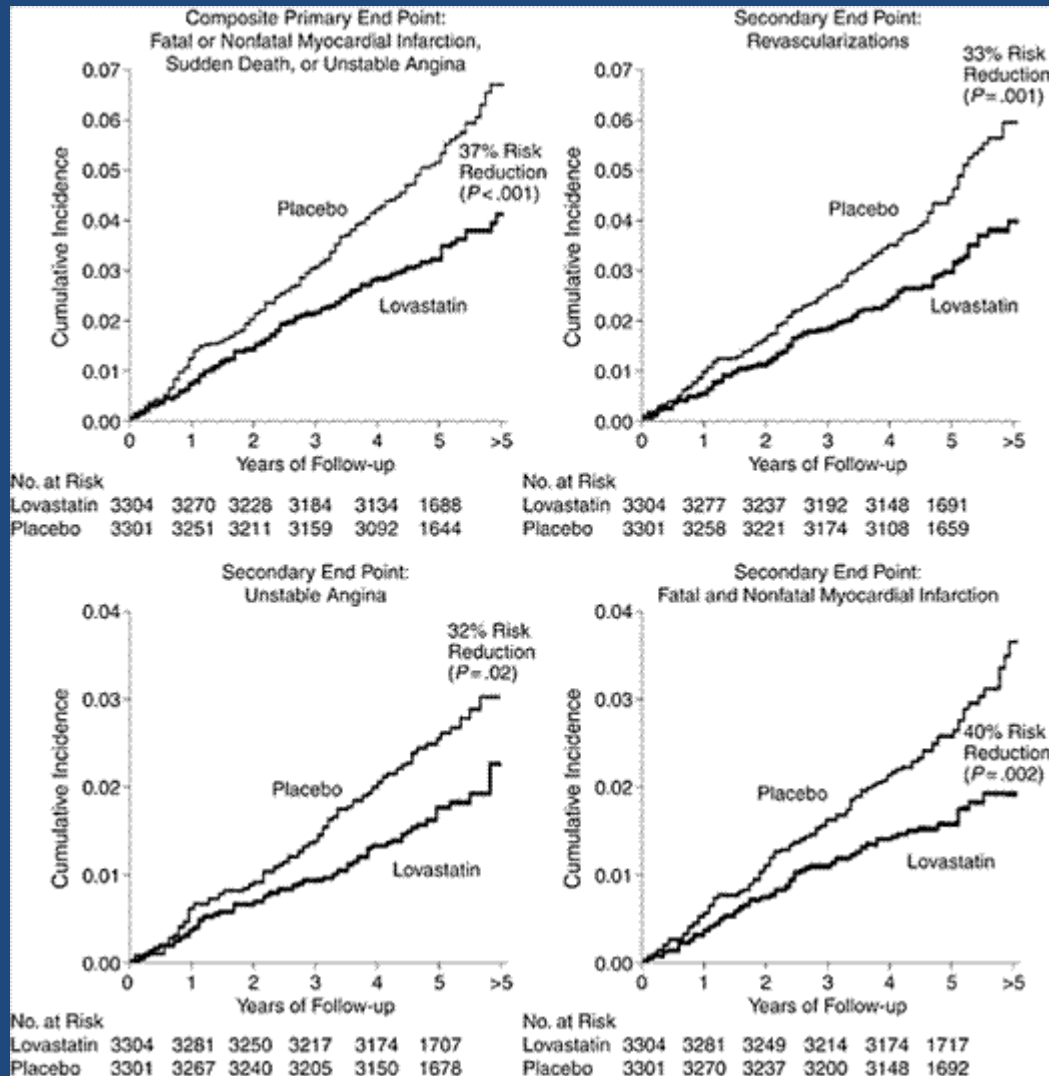 Composite Primary End Point:
Fatal or Nonfatal Myocardial Infarction,
Sudden Death, or Unstable Angina
0.07
0.06
0.05
0.04
0.03
0.02
0.01
0.00
Cumulative Incidence
37% Risk
Reduction
(P<.001)
Placebo
Lovastatin
0 1 2 3 4 5 >5
Years of Follow-up
No. at Risk
Lovastatin 3304 3270 3228 3184 3134 1688
Placebo 3301 3251 3211 3159 3092 1644
Secondary End Point:
Revascularizations
33% Risk
Reduction
(P=.001)
0.07
0.06
0.05
0.04
0.03
0.02
0.01
0.00
Cumulative Incidence
Placebo
Lovastatin
0 1 2 3 4 5 >5
Years of Follow-up
No. at Risk
Lovastatin 3304 3277 3237 3192 3148 1691
Placebo 3301 3258 3221 3174 3108 1659
Secondary End Point:
Unstable Angina
0.04
0.03
0.02
0.01
0.00
Cumulative Incidence
32% Risk
Reduction
(P=.02)
Placebo
Lovastatin
0 1 2 3 4 5 >5
Years of Follow-up
No. at Risk
Lovastatin 3304 3281 3250 3217 3174 1707
Placebo 3301 3267 3240 3205 3150 1678
Secondary End Point:
Fatal and Nonfatal Myocardial Infarction
0.04
0.03
0.02
0.01
0.00
Cumulative Incidence
40% Risk
Reduction
(P=.002)
Placebo
Lovastatin
0 1 2 3 4 5 >5
Years of Follow-up
No. at Risk
Lovastatin 3304 3281 3249 3214 3174 1717
Placebo 3301 3270 3237 3200 3148 1692